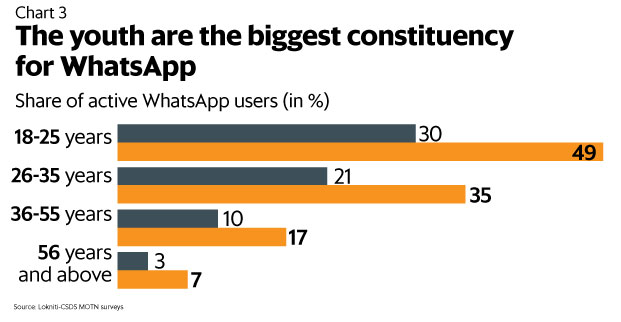 Chart 3
The youth are the biggest constituency
for WhatsApp
Share of active WhatsApp users (in %)
18-25 years
30
49
26-35 years
21
35
36-55 years
10
17
56 years
and above
3
7
Source: Lokniti-CSDS MOTN surveys